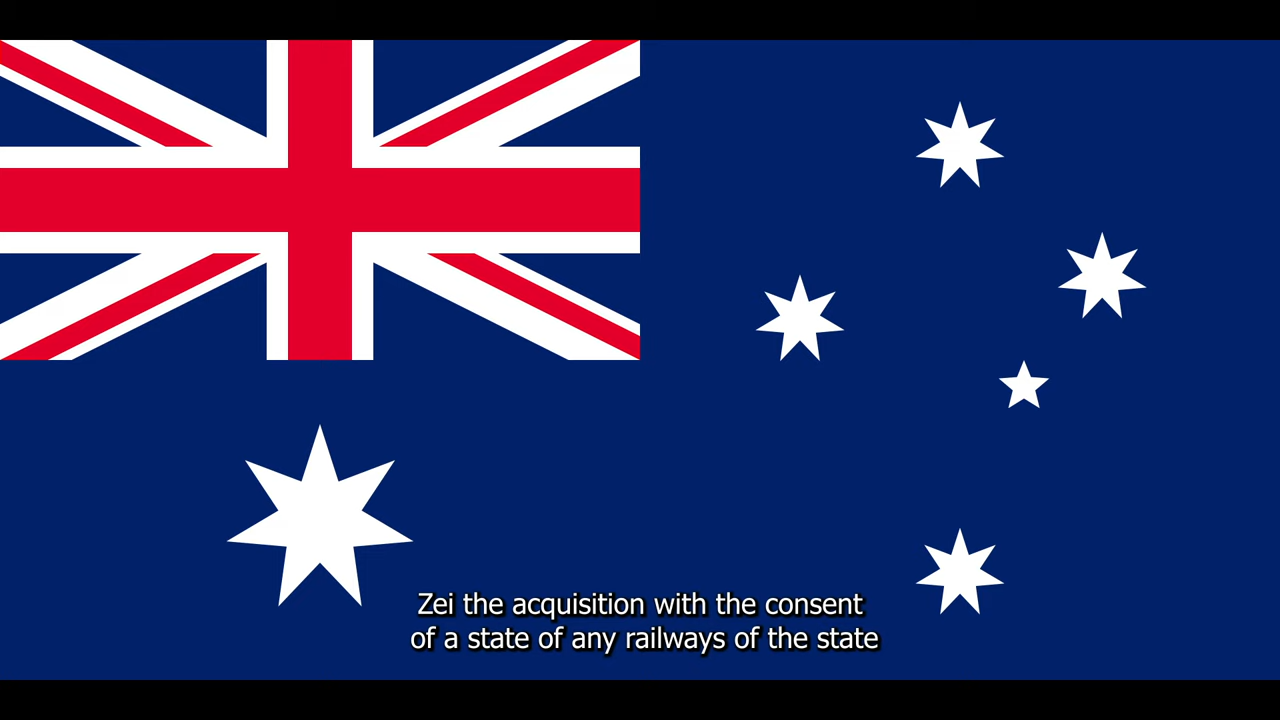 Zei the acquisition with the consent
of a state of any railways of the state